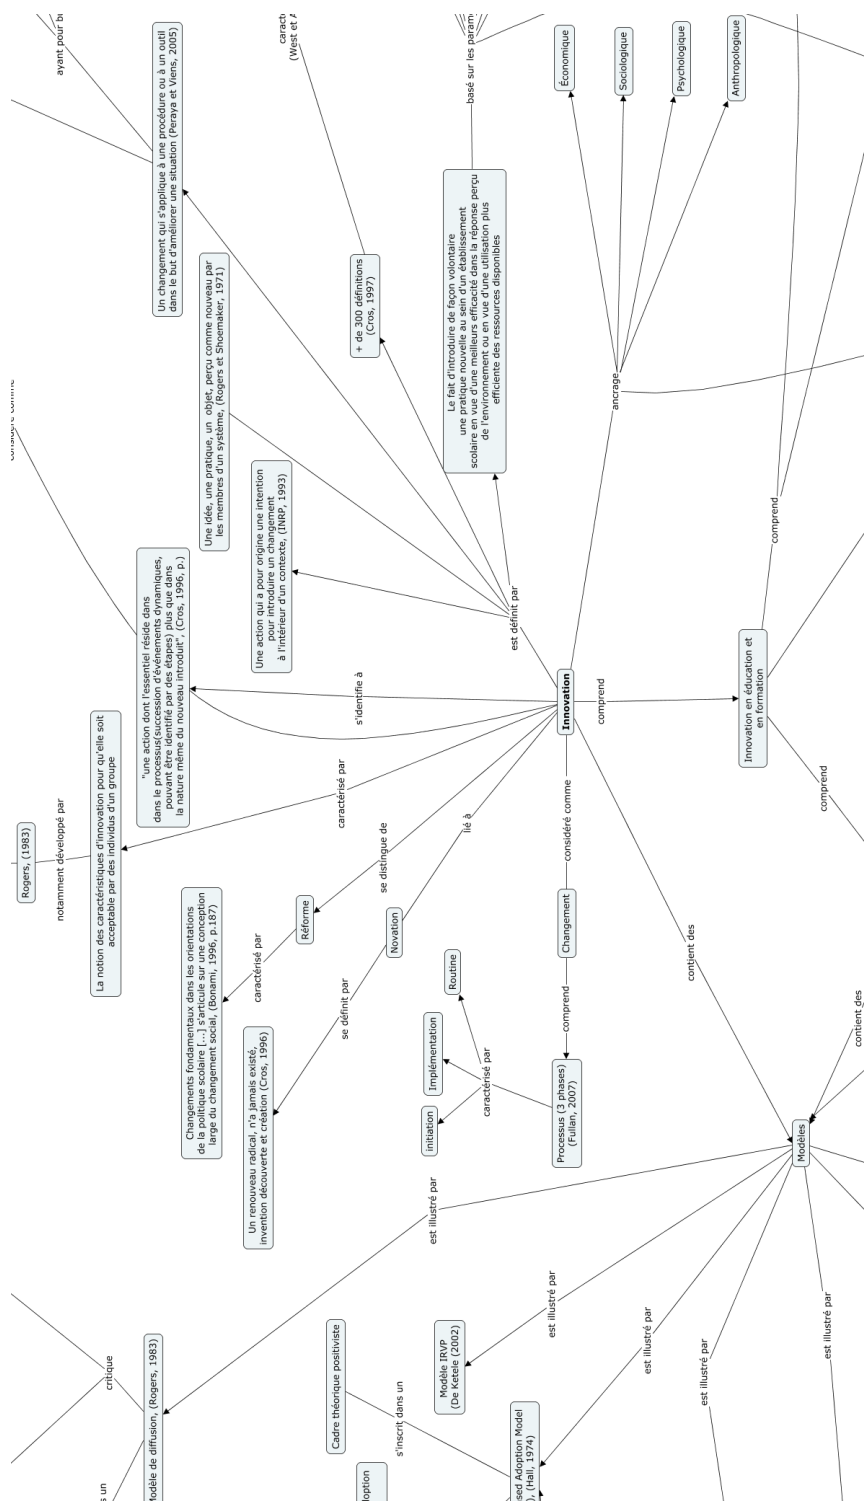 ayant pour
Un changement qui s'applique à une procédure ou à un outil
dans le but d'améliorer une situation (Peraya et Viens, 2005)
Une idée, une pratique, un objet, perçu comme nouveau par
les membres d'un système, (Rogers et Shoemaker, 1971)
(West et
+ de 300 définitions
(Cros, 1997)
basé sur les
Le fait d'introduire de façon volontaire
une pratique nouvelle au sein d'un établissement
scolaire en vue d'une meilleurs efficacité dans la réponse perçu
de l'environnement ou en vue d'une utilisation plus
efficiente des ressources disponibles
Économique
Sociologique
Psychologique
Anthropologique
ancrage
comprend
Une action qui a pour origine une intention
pour introduire un changement
à l'intérieur d'un contexte, (INRP, 1993)
est définit par
"une action dont l'essentiel réside dans
dans le processus(succession d'événements dynamiques,
pouvant être identifié par des étapes) plus que dans
la nature même du nouveau introduit", (Cros, 1996, p.)
s'identifie à
Innovation
comprend
Innovation en éducation et
en formation
comprend
Rogers, (1983)
notamment développé par
La notion des caractéristiques d'innovation pour qu'elle soit
acceptable par des individus d'un groupe
caractérisé par
se distingue de
lié à
considéré comme
Changements fondamentaux dans les orientations
de la politique scolaire [...] s'articule sur une conception
large du changement social, (Bonami, 1996, p.187)
caractérisé par
Réforme
Novation
se définit par
Un renouveau radical, n'a jamais existé,
invention découverte et création (Cros, 1996)
Changement
comprend
Processus (3 phases)
(Fullan, 2007)
caractérisé par
Routine
Implémentation
initiation
contient des
contient des
Modèles
est illustré par
est illustré par
est illustré par
est illustré par
est illustré par
critique
Modèle de diffusion, (Rogers, 1983)
Cadre théorique positiviste
s'inscrit dans un
Modèle IRVP
(De Ketele (2002)
Adoption Model
(Hall, 1974)
un